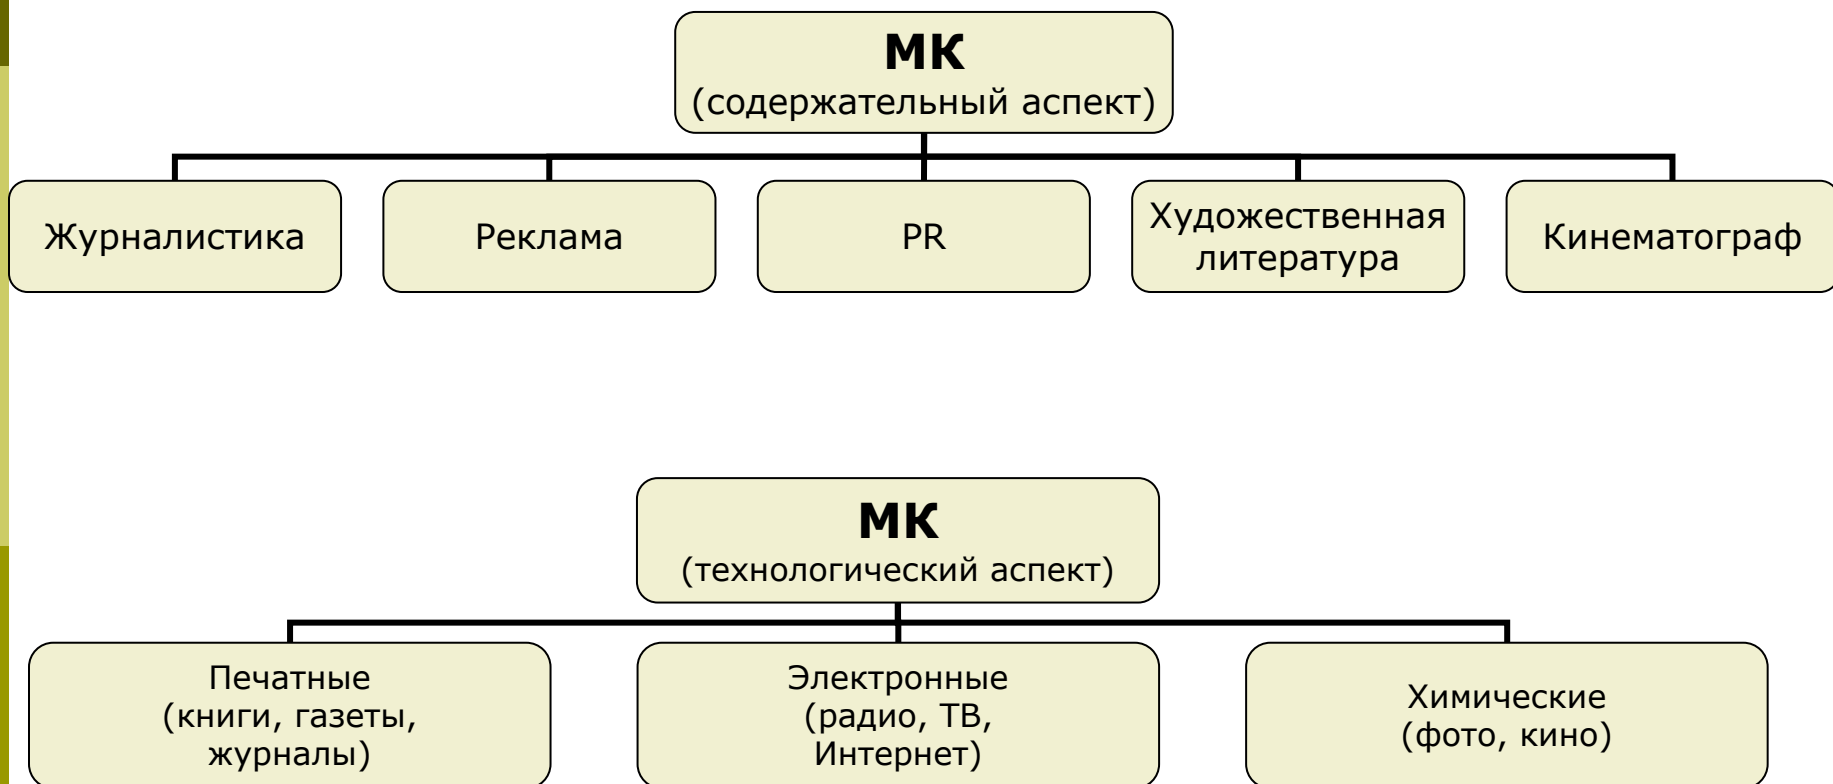 МК
(содержательный аспект)
Журналистика
Реклама
PR
Художественная
литература
Кинематограф
МК
(технологический аспект)
Печатные
(книги, газеты,
журналы)
Электронные
(радио, ТВ,
Интернет)
Химические
(фото, кино)